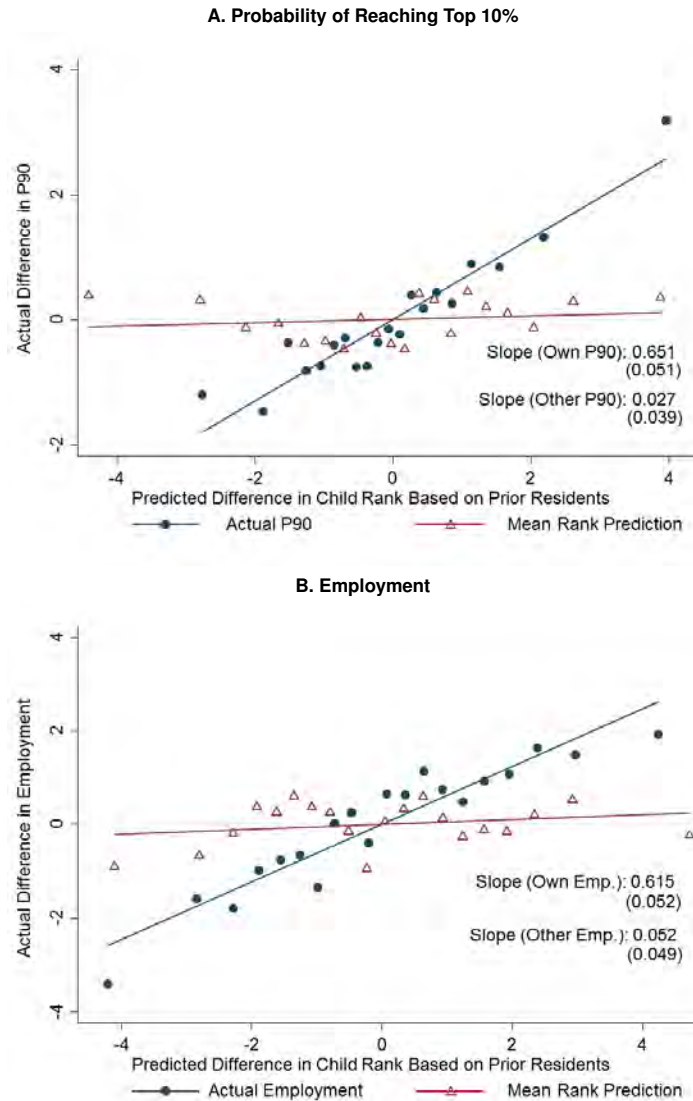 A. Probability of Reaching Top 10%
4
2
0
-2
Actual Difference in P90
Slope (Own P90): 0.651
(0.051)
Slope (Other P90): 0.027
(0.039)
-4 -2 0 2 4
Predicted Difference in Child Rank Based on Prior Residents
Actual P90 Mean Rank Prediction
B. Employment
4
2
0
-2
-4
Actual Difference in Employment
Slope (Own Emp.): 0.615
(0.052)
Slope (Other Emp.): 0.052
(0.049)
-4 -2 0 2 4
Predicted Difference in Child Rank Based on Prior Residents
Actual Employment Mean Rank Prediction